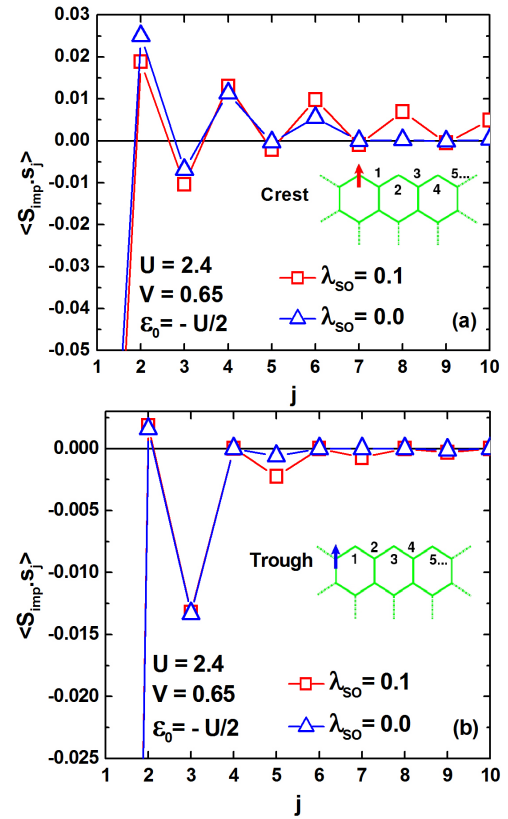 0.03
0.02
0.01
0.00
-0.01
-0.02
-0.03
-0.04
-0.05
<S_imp.s_j>
1 3 5...
2 4
Crest
U = 2.4
V = 0.65
ε_0= - U/2
λ_SO= 0.1
λ_SO= 0.0
(a)
1 2 3 4 5 6 7 8 9 10
j
0.000
-0.005
-0.010
-0.015
-0.020
-0.025
<S_imp.s_j>
2 4
1 3 5...
Trough
U = 2.4
V = 0.65
ε_0= - U/2
λ_SO= 0.1
λ_SO= 0.0
(b)
1 2 3 4 5 6 7 8 9 10
j